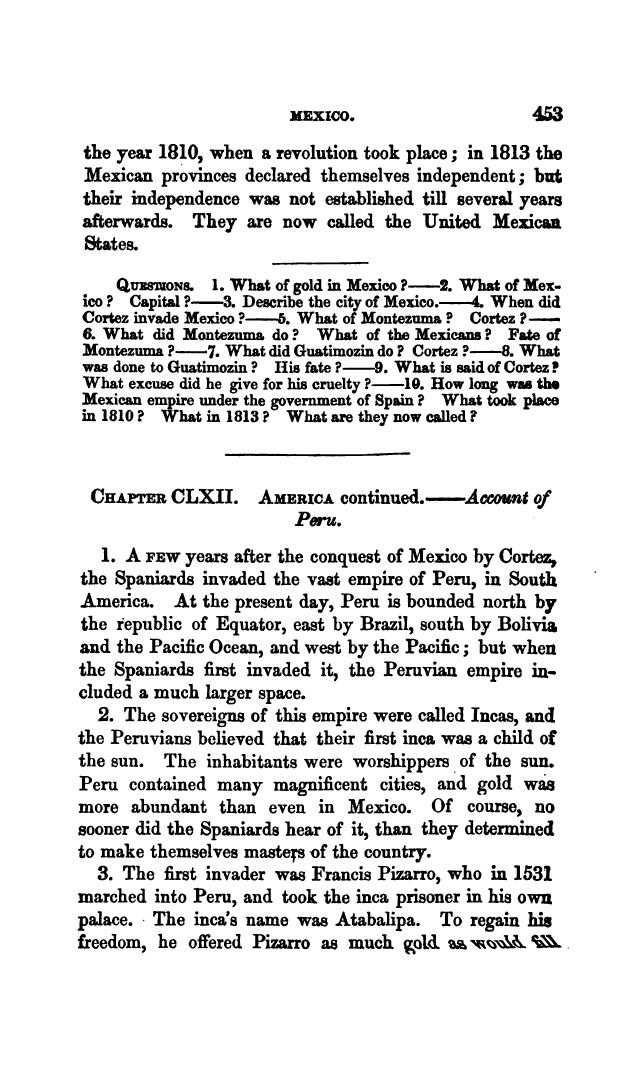 MEXICO. 453
the year 1810, when a revolution took place; in 1813 the
Mexican provinces declared themselves independent; but
their independence was not established till several years
afterwards. They are now called the United Mexican
States.
QUESTIONS. 1. What of gold in Mexico?——2. What of Mex-
ico? Capital?——3. Describe the city of Mexico.——4. When did
Cortez invade Mexico?——5. What of Montezuma? Cortez?——
6. What did Montezuma do? What of the Mexicans? Fate of
Montezuma?——7. What did Guatimozin do? Cortez?——8. What
was done to Guatimozin? His fate?——9. What is said of Cortez?
What excuse did he give for his cruelty?——10. How long was the
Mexican empire under the government of Spain? What took place
in 1810? What in 1813? What are they now called?
CHAPTER CLXII. AMERICA continued.——Account of
Peru.
1. A FEW years after the conquest of Mexico by Cortez,
the Spaniards invaded the vast empire of Peru, in South
America. At the present day, Peru is bounded north by
the republic of Equator, east by Brazil, south by Bolivia
and the Pacific Ocean, and west by the Pacific; but when
the Spaniards first invaded it, the Peruvian empire in-
cluded a much larger space.
2. The sovereigns of this empire were called Incas, and
the Peruvians believed that their first inca was a child of
the sun. The inhabitants were worshippers of the sun.
Peru contained many magnificent cities, and gold was
more abundant than even in Mexico. Of course, no
sooner did the Spaniards hear of it, than they determined
to make themselves masters of the country.
3. The first invader was Francis Pizarro, who in 1531
marched into Peru, and took the inca prisoner in his own
palace. The inca's name was Atabalipa. To regain his
freedom, he offered Pizarro as much gold as would fill